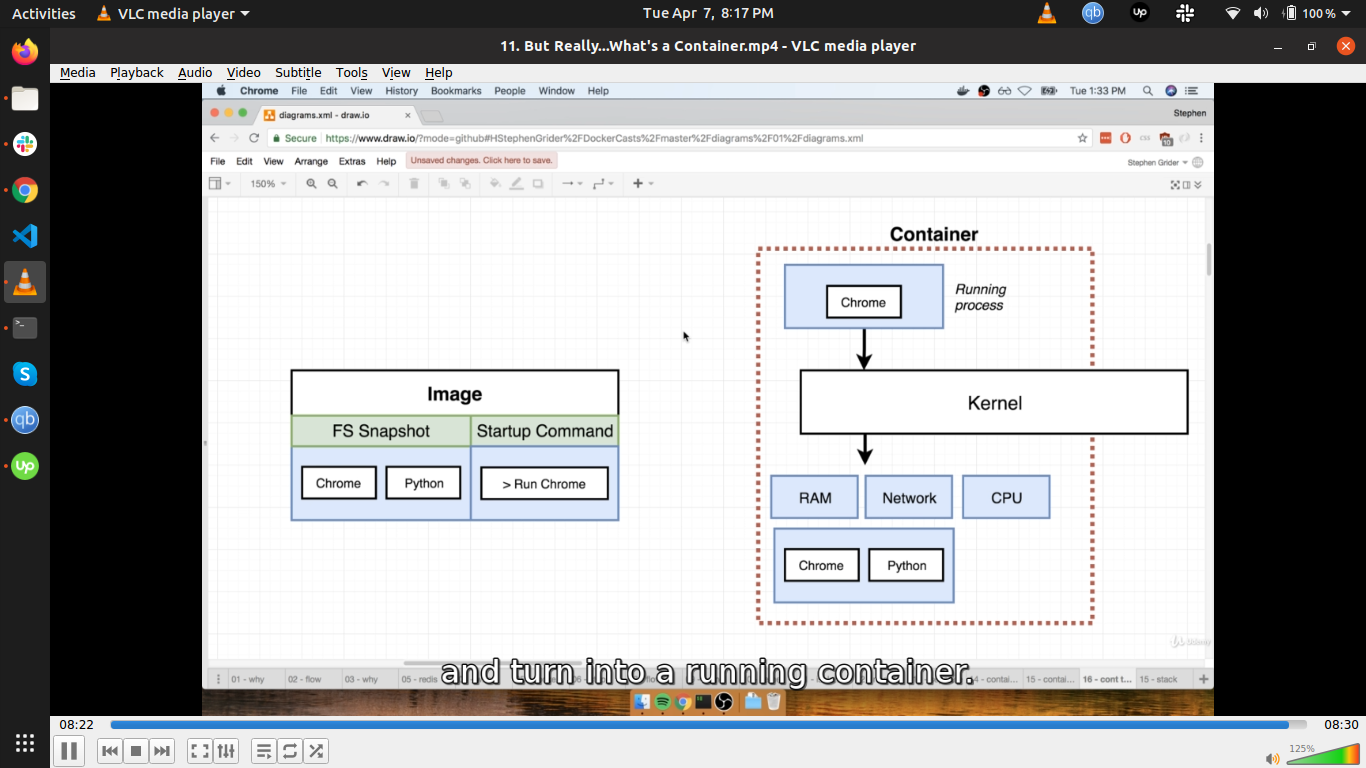 Activities VLC media player Tue Apr 7, 8:17 PM 100 %
11. But Really...What's a Container.mp4 - VLC media player
Media Playback Audio Video Subtitle Tools View Help
Chrome File Edit View History Bookmarks People Window Help Tue 1:33 PM
diagrams.xml - draw.io Stephen
Secure https://www.draw.io/?mode=github#HStephenGrider%2FDockerCasts%2Fmaster%2Fdiagrams%2F01%2Fdiagrams.xml
File Edit View Arrange Extras Help Unsaved changes. Click here to save. Stephen Grider
150%
Container
Chrome
Running
process
Kernel
Image
FS Snapshot Startup Command
Chrome Python > Run Chrome
RAM Network CPU
Chrome Python
and turn into a running container.
01 - why 02 - flow 03 - why 05 - redis 15 - contai... 16 - cont t... 15 - stack
08:22 08:30
125%